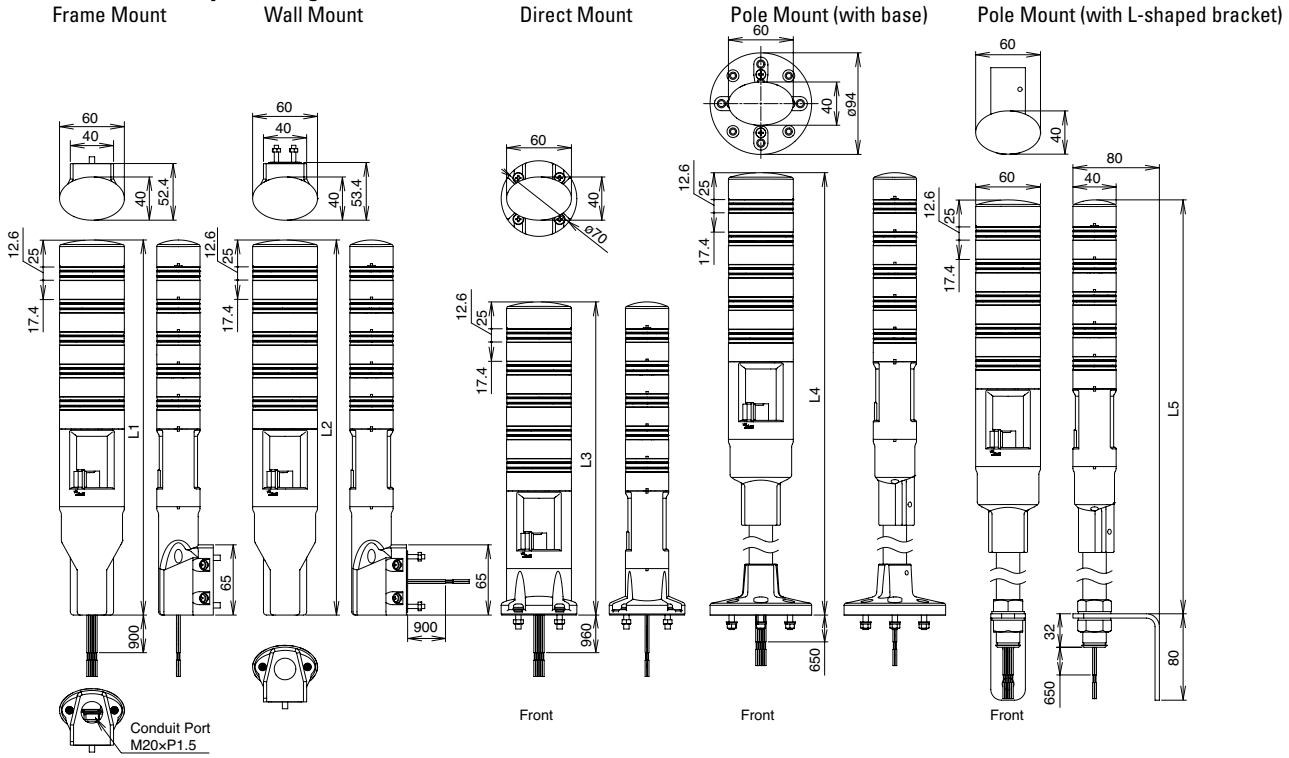 Frame Mount
Wall Mount
Direct Mount
Pole Mount (with base)
Pole Mount (with L-shaped bracket)
60
40
40
52.4
12.6
25
17.4
L1
65
900
Conduit Port
M20×P1.5
60
40
40
53.4
12.6
25
17.4
L2
65
900
60
40
ø70
12.6
25
17.4
L3
960
Front
60
40
ø94
12.6
25
17.4
L4
650
Front
60
40
80
60
40
12.6
25
17.4
L5
32
650
80
Front